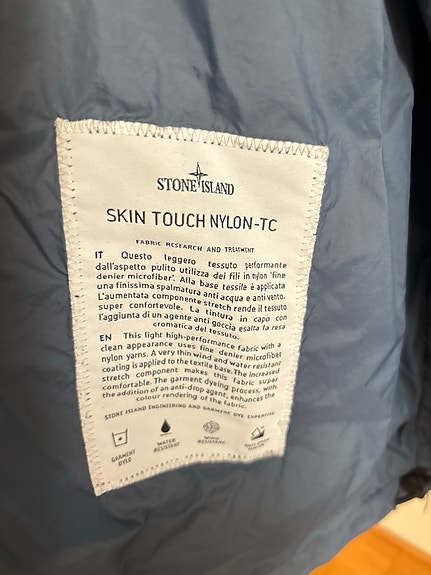 STONE ISLAND
SKIN TOUCH NYLON-TC
FABRIC RESEARCH AND TREATMENT
IT Questo leggero tessuto performante
dall'aspetto pulito utilizza dei fili in nylon 'fine
denier microfiber'. Alla base tessile è applicata
una finissima spalmatura anti acqua e anti vento.
L'aumentata componente stretch rende il tessuto
super confortevole. La tintura in capo con
l'aggiunta di un agente anti goccia esalta la resa
cromatica del tessuto.
EN This light high-performance fabric with a
clean appearance uses fine denier microfiber
nylon yarns. A very thin wind and water resistant
coating is applied to the textile base. The increased
stretch component makes this fabric super
comfortable. The garment dyeing process, with
the addition of an anti-drop agent, enhances the
colour rendering of the fabric.
STONE ISLAND ENGINEERING AND GARMENT DYE EXPERTISE
GARMENT
DYED
WATER
RESISTANT
WIND
RESISTANT